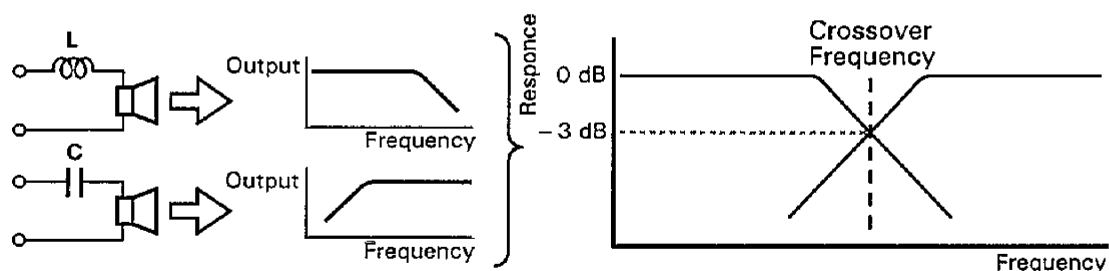 L
Output
Frequency
C
Output
Frequency
Responce
Crossover
Frequency
0 dB
– 3 dB
Frequency